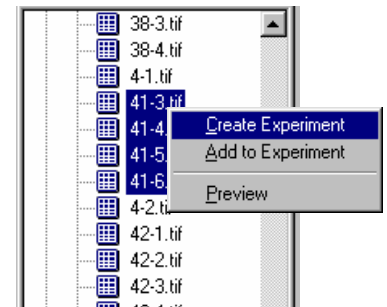 38-3.tif
38-4.tif
4-1.tif
41-3.tif
41-4.
Create Experiment
41-5.
Add to Experiment
41-6.
Preview
4-2.
42-1.tif
42-2.tif
42-3.tif